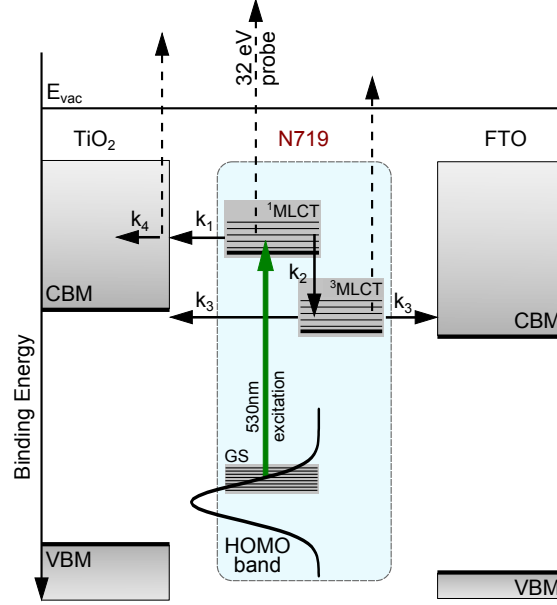 32 eV
probe
E_vac
TiO₂
N719
FTO
¹MLCT
k₄
k₁
k₂
³MLCT
CBM
k₃
k₃
CBM
Binding Energy
530nm
excitation
GS
HOMO
band
VBM
VBM